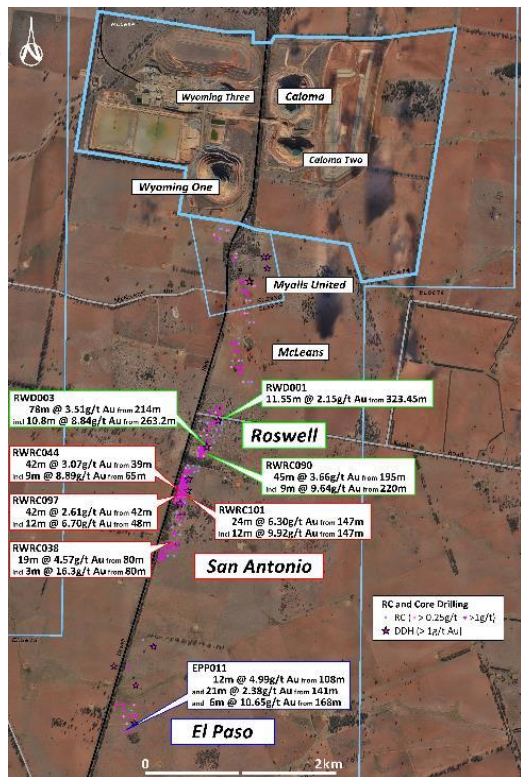 Wyoming Three
Caloma
Caloma Two
Wyoming One
Myalls United
McLeans
RWD003
78m @ 3.51g/t Au from 214m
incl 10.8m @ 8.84g/t Au from 263.2m
RWD001
11.55m @ 2.15g/t Au from 323.45m
Roswell
RWRC044
42m @ 3.07g/t Au from 39m
incl 9m @ 8.89g/t Au from 65m
RWRC090
45m @ 3.66g/t Au from 195m
incl 9m @ 9.64g/t Au from 220m
RWRC097
42m @ 2.61g/t Au from 42m
incl 12m @ 6.70g/t Au from 48m
RWRC101
24m @ 6.30g/t Au from 147m
incl 12m @ 9.92g/t Au from 147m
RWRC038
19m @ 4.57g/t Au from 80m
incl 3m @ 16.3g/t Au from 80m
San Antonio
RC and Core Drilling
RC ( > 0.25g/t >1g/t)
DDH (> 1g/t Au)
EPP011
12m @ 4.99g/t Au from 108m
and 21m @ 2.38g/t Au from 141m
and 6m @ 10.65g/t Au from 168m
El Paso
0 2km